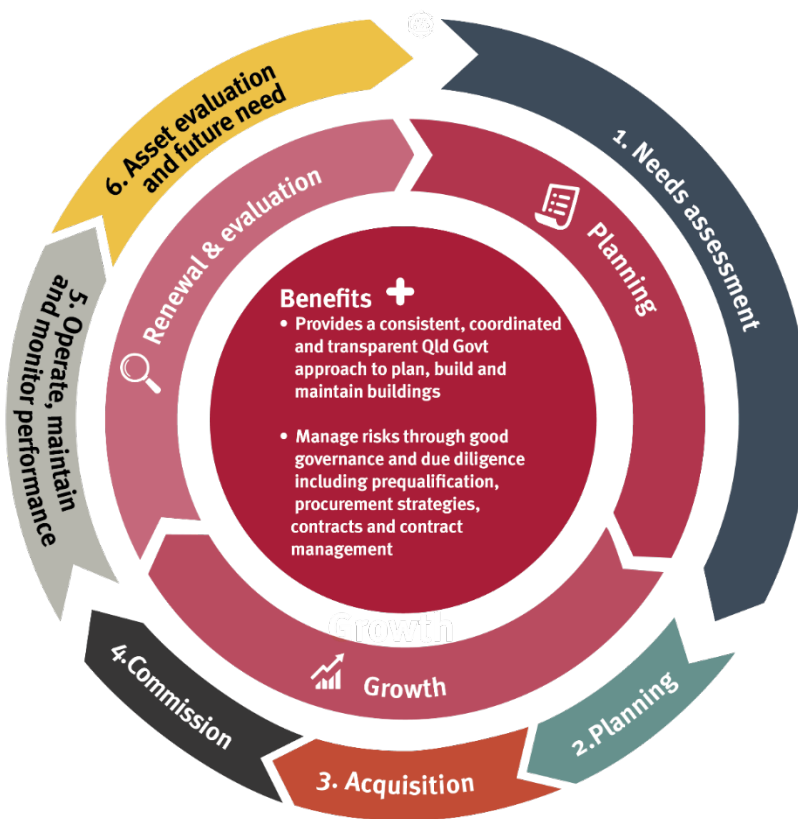 1. Needs assessment
2.Planning
3. Acquisition
4.Commission
5. Operate, maintain
and monitor performance
6. Asset evaluation
and future need
Planning
Growth
Growth
Renewal & evaluation
Benefits
• Provides a consistent, coordinated
and transparent Qld Govt
approach to plan, build and
maintain buildings
• Manage risks through good
governance and due diligence
including prequalification,
procurement strategies,
contracts and contract
management